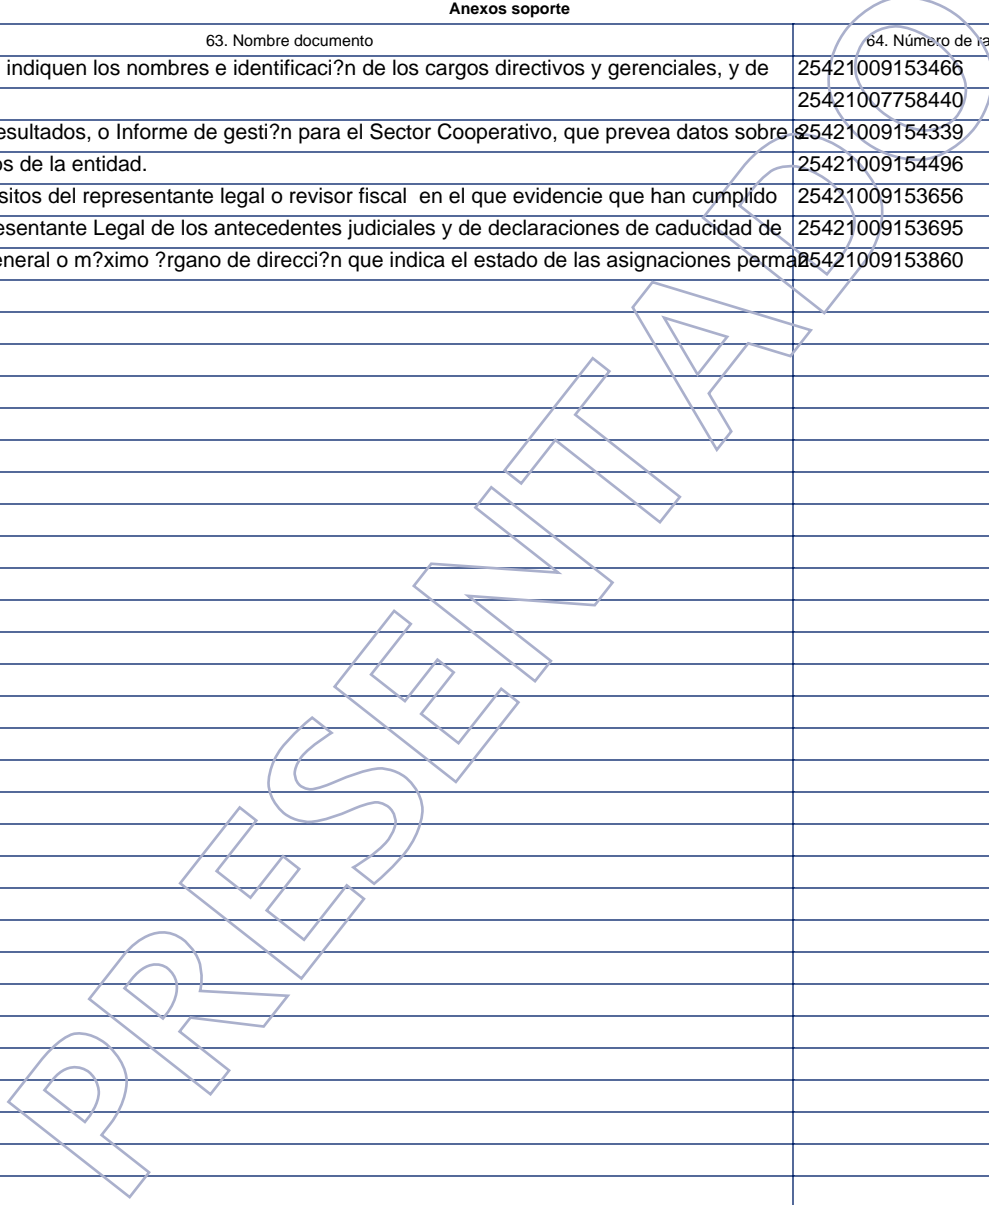 Anexos soporte
63. Nombre documento 64. Número de
indiquen los nombres e identificaci?n de los cargos directivos y gerenciales, y de 25421009153466
25421007758440
esultados, o Informe de gesti?n para el Sector Cooperativo, que prevea datos sobre s 25421009154339
os de la entidad. 25421009154496
sitos del representante legal o revisor fiscal en el que evidencie que han cumplido 25421009153656
esentante Legal de los antecedentes judiciales y de declaraciones de caducidad de 25421009153695
eneral o m?ximo ?rgano de direcci?n que indica el estado de las asignaciones perman 25421009153860
PRESENTADO